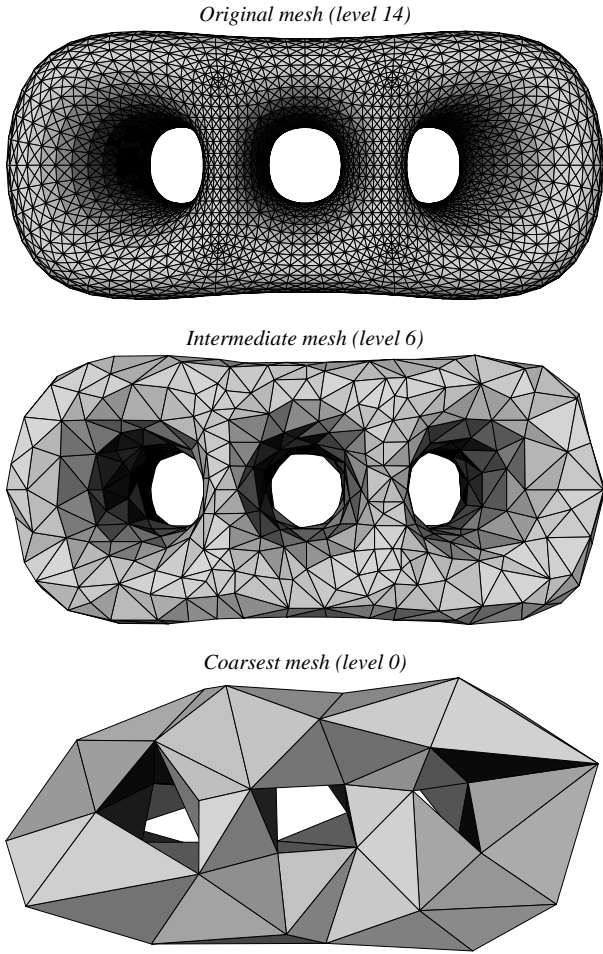 Original mesh (level 14)
Intermediate mesh (level 6)
Coarsest mesh (level 0)